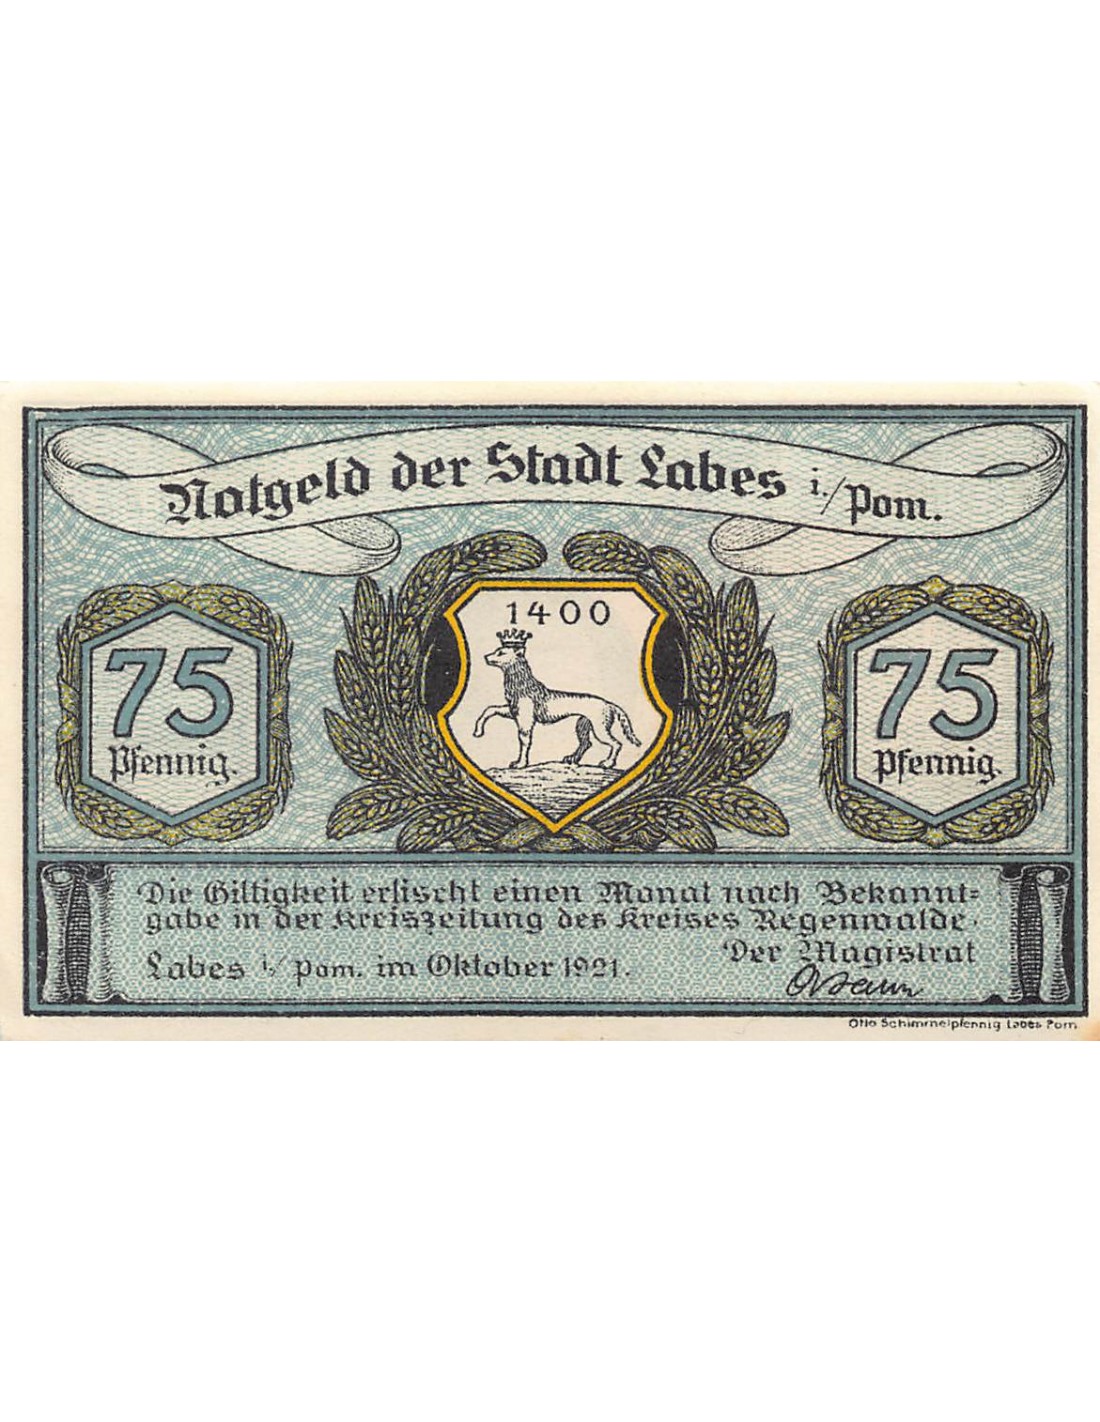 Notgeld der Stadt Labes i./Pom.
1400
75
Pfennig.
75
Pfennig.
Die Giltigkeit erlischt einen Monat nach Bekannt=
gabe in der Kreiszeitung des Kreises Regenwalde.
Der Magistrat
Labes i./Pom. im Oktober 1921.
Otto Schimmelpfennig Labes Pom.